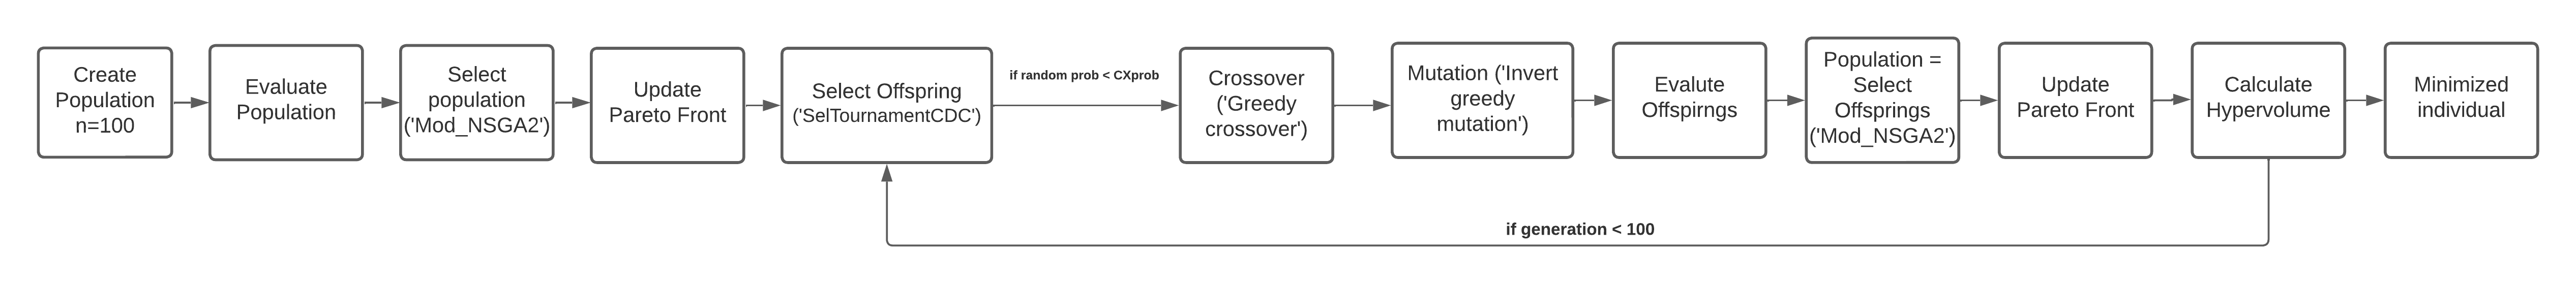 Create
Population
n=100
Evaluate
Population
Select
population
('Mod_NSGA2')
Update
Pareto Front
Select Offspring
('SelTournamentCDC')
if random prob < CXprob
Crossover
('Greedy
crossover')
Mutation ('Invert
greedy
mutation')
Evalute
Offspirngs
Population =
Select
Offsprings
('Mod_NSGA2')
Update
Pareto Front
Calculate
Hypervolume
Minimized
individual
if generation < 100